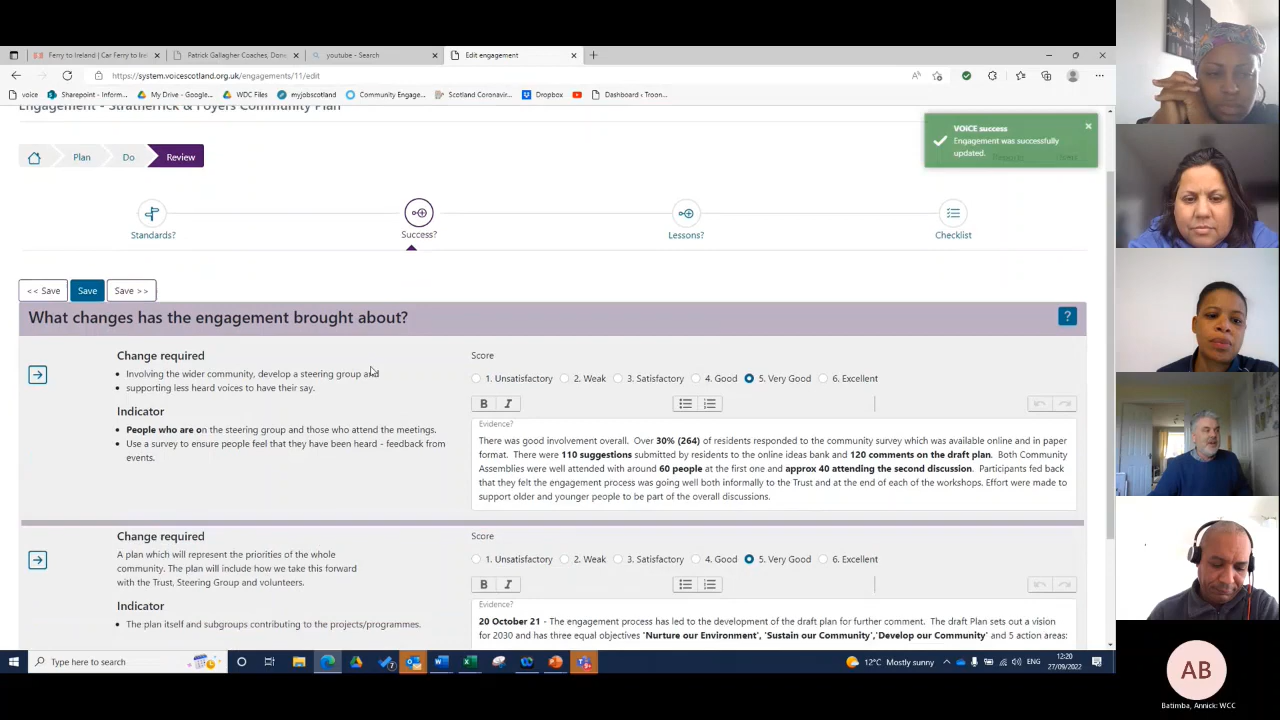 Ferry to Ireland | Car Ferry to Ire
Patrick Gallagher Coaches, Done
youtube - Search
Edit engagement
https://system.voicescotland.org.uk/engagements/11/edit
voice
Sharepoint - Inform...
My Drive - Google...
WDC Files
myjobscotland
Community Engage...
Scotland Coronavir...
Dropbox
Dashboard ‹ Troon...
Engagement - Stratherrick & Foyers Community Plan
VOICE success
Engagement was successfully
updated.
Plan
Do
Review
Standards?
Success?
Lessons?
Checklist
<< Save
Save
Save >>
What changes has the engagement brought about?
?
Change required
• Involving the wider community, develop a steering group and
• supporting less heard voices to have their say.
Indicator
• People who are on the steering group and those who attend the meetings.
• Use a survey to ensure people feel that they have been heard - feedback from
events.
Score
1. Unsatisfactory
2. Weak
3. Satisfactory
4. Good
5. Very Good
6. Excellent
B
I
Evidence?
There was good involvement overall. Over 30% (264) of residents responded to the community survey which was available online and in paper
format. There were 110 suggestions submitted by residents to the online ideas bank and 120 comments on the draft plan. Both Community
Assemblies were well attended with around 60 people at the first one and approx 40 attending the second discussion. Participants fed back
that they felt the engagement process was going well both informally to the Trust and at the end of each of the workshops. Effort were made to
support older and younger people to be part of the overall discussions.
Change required
A plan which will represent the priorities of the whole
community. The plan will include how we take this forward
with the Trust, Steering Group and volunteers.
Indicator
• The plan itself and subgroups contributing to the projects/programmes.
Score
1. Unsatisfactory
2. Weak
3. Satisfactory
4. Good
5. Very Good
6. Excellent
B
I
Evidence?
20 October 21 - The engagement process has led to the development of the draft plan for further comment. The draft Plan sets out a vision
for 2030 and has three equal objectives 'Nurture our Environment', 'Sustain our Community','Develop our Community' and 5 action areas:
Type here to search
12°C Mostly sunny
ENG
12:20
27/09/2022
AB
Batimba, Annick: WCC